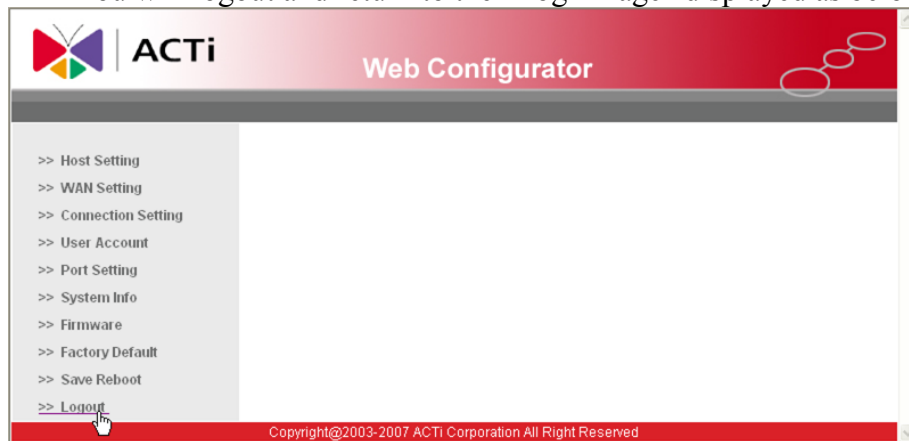 ACTi
Web Configurator
>> Host Setting
>> WAN Setting
>> Connection Setting
>> User Account
>> Port Setting
>> System Info
>> Firmware
>> Factory Default
>> Save Reboot
>> Logout
Copyright@2003-2007 ACTi Corporation All Right Reserved